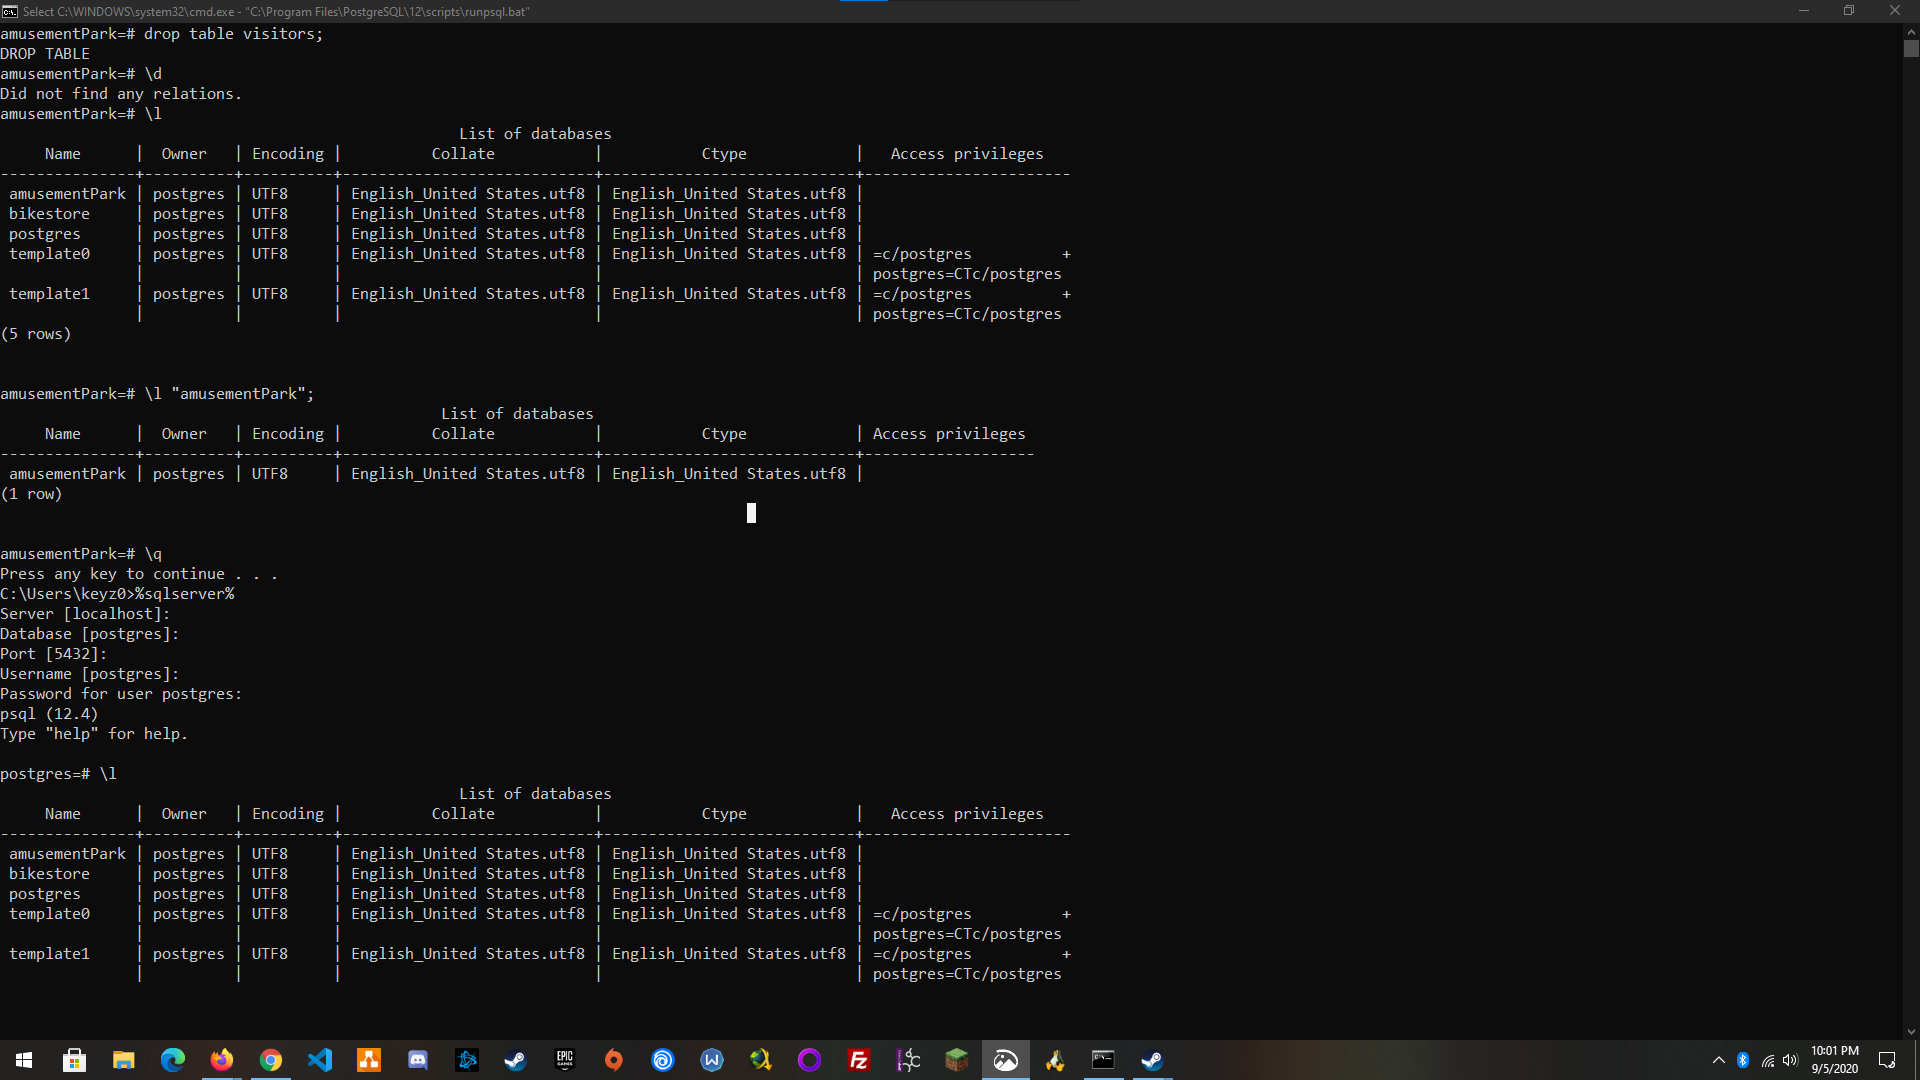 Select C:\WINDOWS\system32\cmd.exe - "C:\Program Files\PostgreSQL\12\scripts\runpsql.bat"
amusementPark=# drop table visitors;
DROP TABLE
amusementPark=# \d
Did not find any relations.
amusementPark=# \l
List of databases
Name | Owner | Encoding | Collate | Ctype | Access privileges
---------------+----------+----------+----------------------------+----------------------------+-----------------------
amusementPark | postgres | UTF8 | English_United States.utf8 | English_United States.utf8 |
bikestore | postgres | UTF8 | English_United States.utf8 | English_United States.utf8 |
postgres | postgres | UTF8 | English_United States.utf8 | English_United States.utf8 |
template0 | postgres | UTF8 | English_United States.utf8 | English_United States.utf8 | =c/postgres +
| | | | | postgres=CTc/postgres
template1 | postgres | UTF8 | English_United States.utf8 | English_United States.utf8 | =c/postgres +
| | | | | postgres=CTc/postgres
(5 rows)
amusementPark=# \l "amusementPark";
List of databases
Name | Owner | Encoding | Collate | Ctype | Access privileges
---------------+----------+----------+----------------------------+----------------------------+-------------------
amusementPark | postgres | UTF8 | English_United States.utf8 | English_United States.utf8 |
(1 row)
amusementPark=# \q
Press any key to continue . . .
C:\Users\keyz0>%sqlserver%
Server [localhost]:
Database [postgres]:
Port [5432]:
Username [postgres]:
Password for user postgres:
psql (12.4)
Type "help" for help.
postgres=# \l
List of databases
Name | Owner | Encoding | Collate | Ctype | Access privileges
---------------+----------+----------+----------------------------+----------------------------+-----------------------
amusementPark | postgres | UTF8 | English_United States.utf8 | English_United States.utf8 |
bikestore | postgres | UTF8 | English_United States.utf8 | English_United States.utf8 |
postgres | postgres | UTF8 | English_United States.utf8 | English_United States.utf8 |
template0 | postgres | UTF8 | English_United States.utf8 | English_United States.utf8 | =c/postgres +
| | | | | postgres=CTc/postgres
template1 | postgres | UTF8 | English_United States.utf8 | English_United States.utf8 | =c/postgres +
| | | | | postgres=CTc/postgres
EPIC GAMES
W
Fz
10:01 PM
9/5/2020